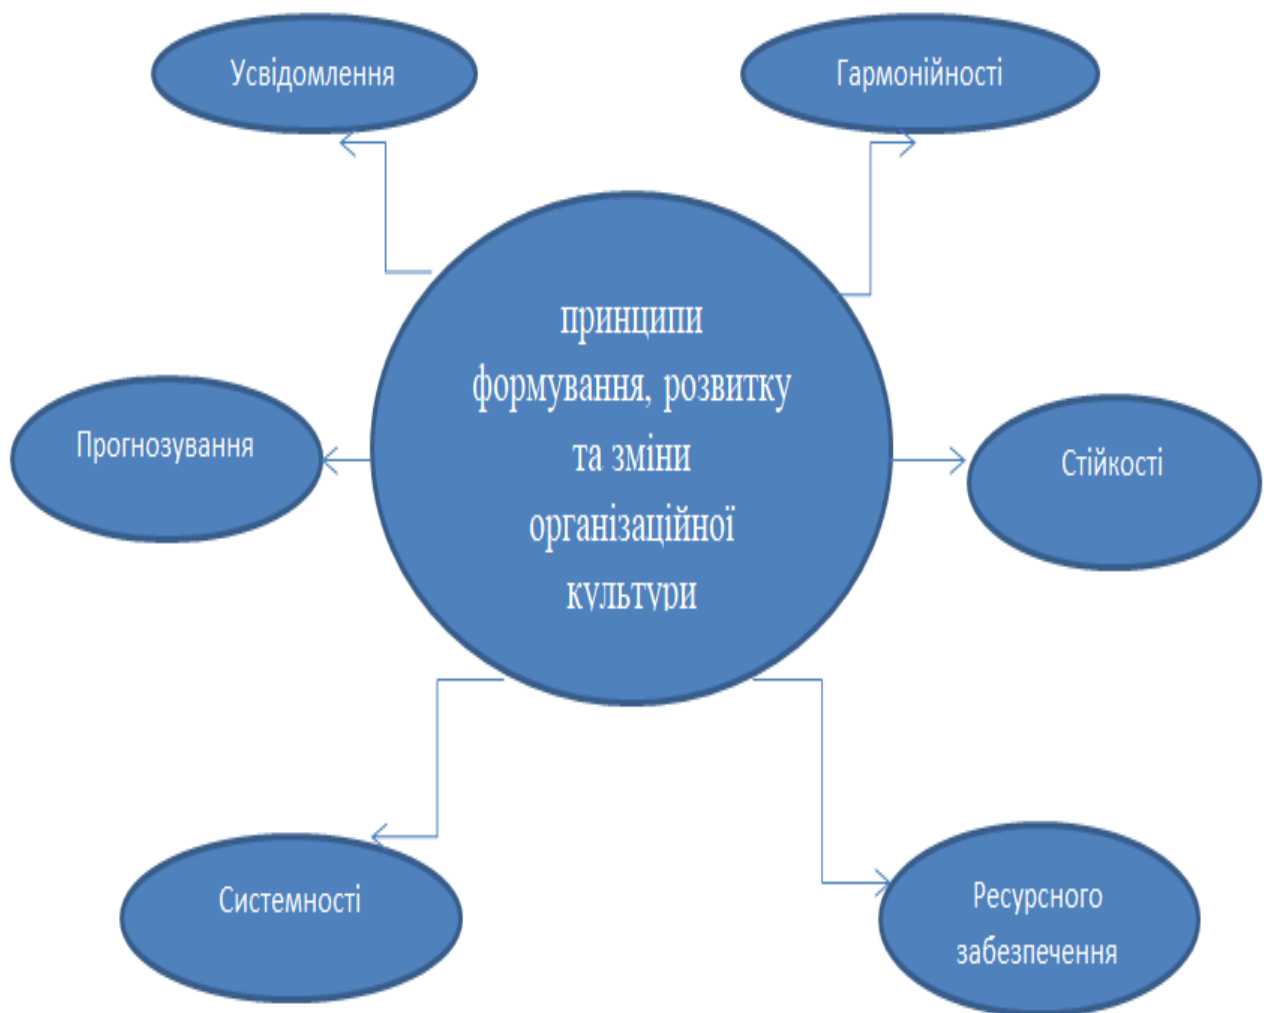 Усвідомлення
Гармонійності
принципи
формування, розвитку
та зміни
організаційної
культури
Прогнозування
Стійкості
Системності
Ресурсного
забезпечення